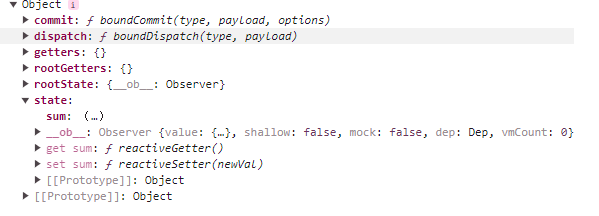 Object i
commit: ƒ boundCommit(type, payload, options)
dispatch: ƒ boundDispatch(type, payload)
getters: {}
rootGetters: {}
rootState: {__ob__: Observer}
state:
sum: (…)
__ob__: Observer {value: {…}, shallow: false, mock: false, dep: Dep, vmCount: 0}
get sum: ƒ reactiveGetter()
set sum: ƒ reactiveSetter(newVal)
[[Prototype]]: Object
[[Prototype]]: Object